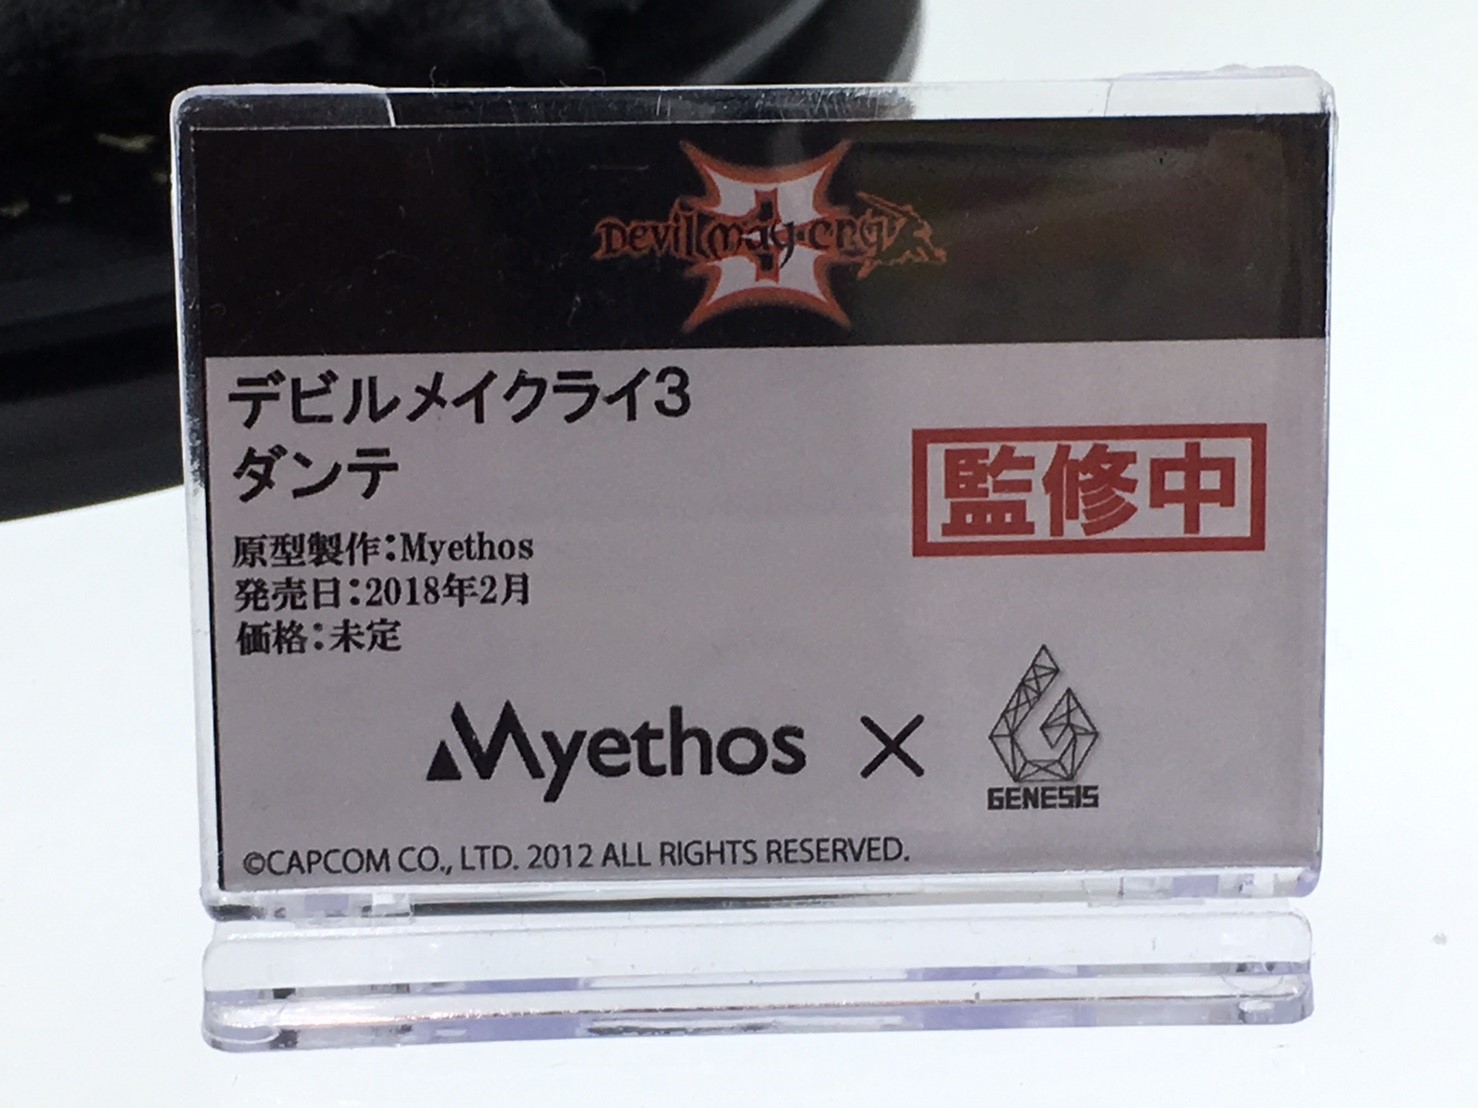 Devil may cry
3
デビルメイクライ3
ダンテ
監修中
原型製作:Myethos
発売日:2018年2月
価格:未定
Myethos × GENESIS
©CAPCOM CO., LTD. 2012 ALL RIGHTS RESERVED.